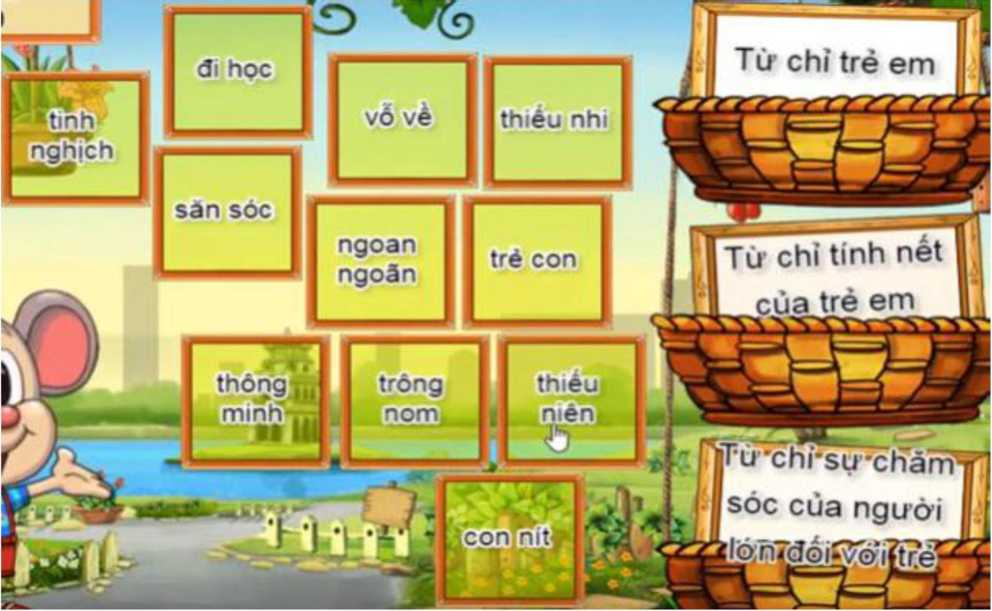 đi học
tinh
nghịch
vỗ về
thiếu nhi
săn sóc
ngoan
ngoãn
trẻ con
thông
minh
trông
nom
thiếu
niên
con nít
Từ chỉ trẻ em
Từ chỉ tính nết
của trẻ em
Từ chỉ sự chăm
sóc của người
lớn đối với trẻ